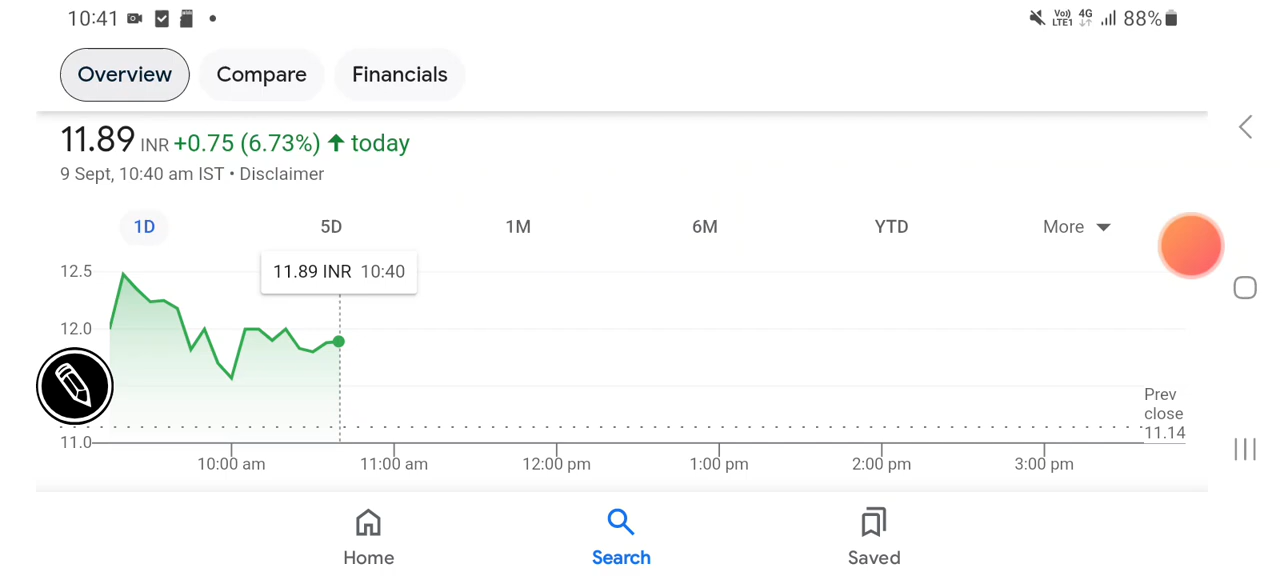 10:41 Vo)) LTE1 4G 88%
Overview Compare Financials
11.89 INR +0.75 (6.73%) today
9 Sept, 10:40 am IST • Disclaimer
1D 5D 1M 6M YTD More
11.89 INR 10:40
12.5
12.0
11.0
Prev
close
11.14
10:00 am 11:00 am 12:00 pm 1:00 pm 2:00 pm 3:00 pm
Home Search Saved